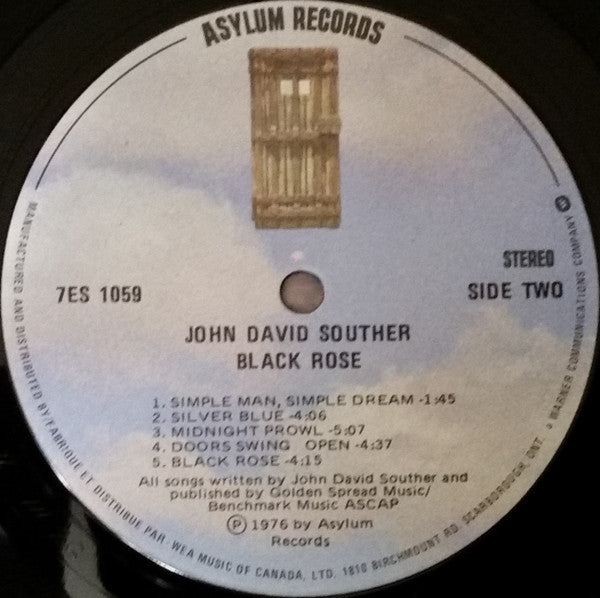 ASYLUM RECORDS
STEREO
7ES 1059
SIDE TWO
JOHN DAVID SOUTHER
BLACK ROSE
1. SIMPLE MAN, SIMPLE DREAM -1:45
2. SILVER BLUE -4:06
3. MIDNIGHT PROWL -5:07
4. DOORS SWING OPEN -4:37
5. BLACK ROSE -4:15
All songs written by John David Souther and
published by Golden Spread Music/
Benchmark Music ASCAP
Ⓟ 1976 by Asylum
Records
MANUFACTURED AND DISTRIBUTED BY/FABRIQUE ET DISTRIBUE PAR: WEA MUSIC OF CANADA, LTD. 1810 BIRCHMOUNT RD. SCARBOROUGH, ONT. a WARNER COMMUNICATIONS COMPANY